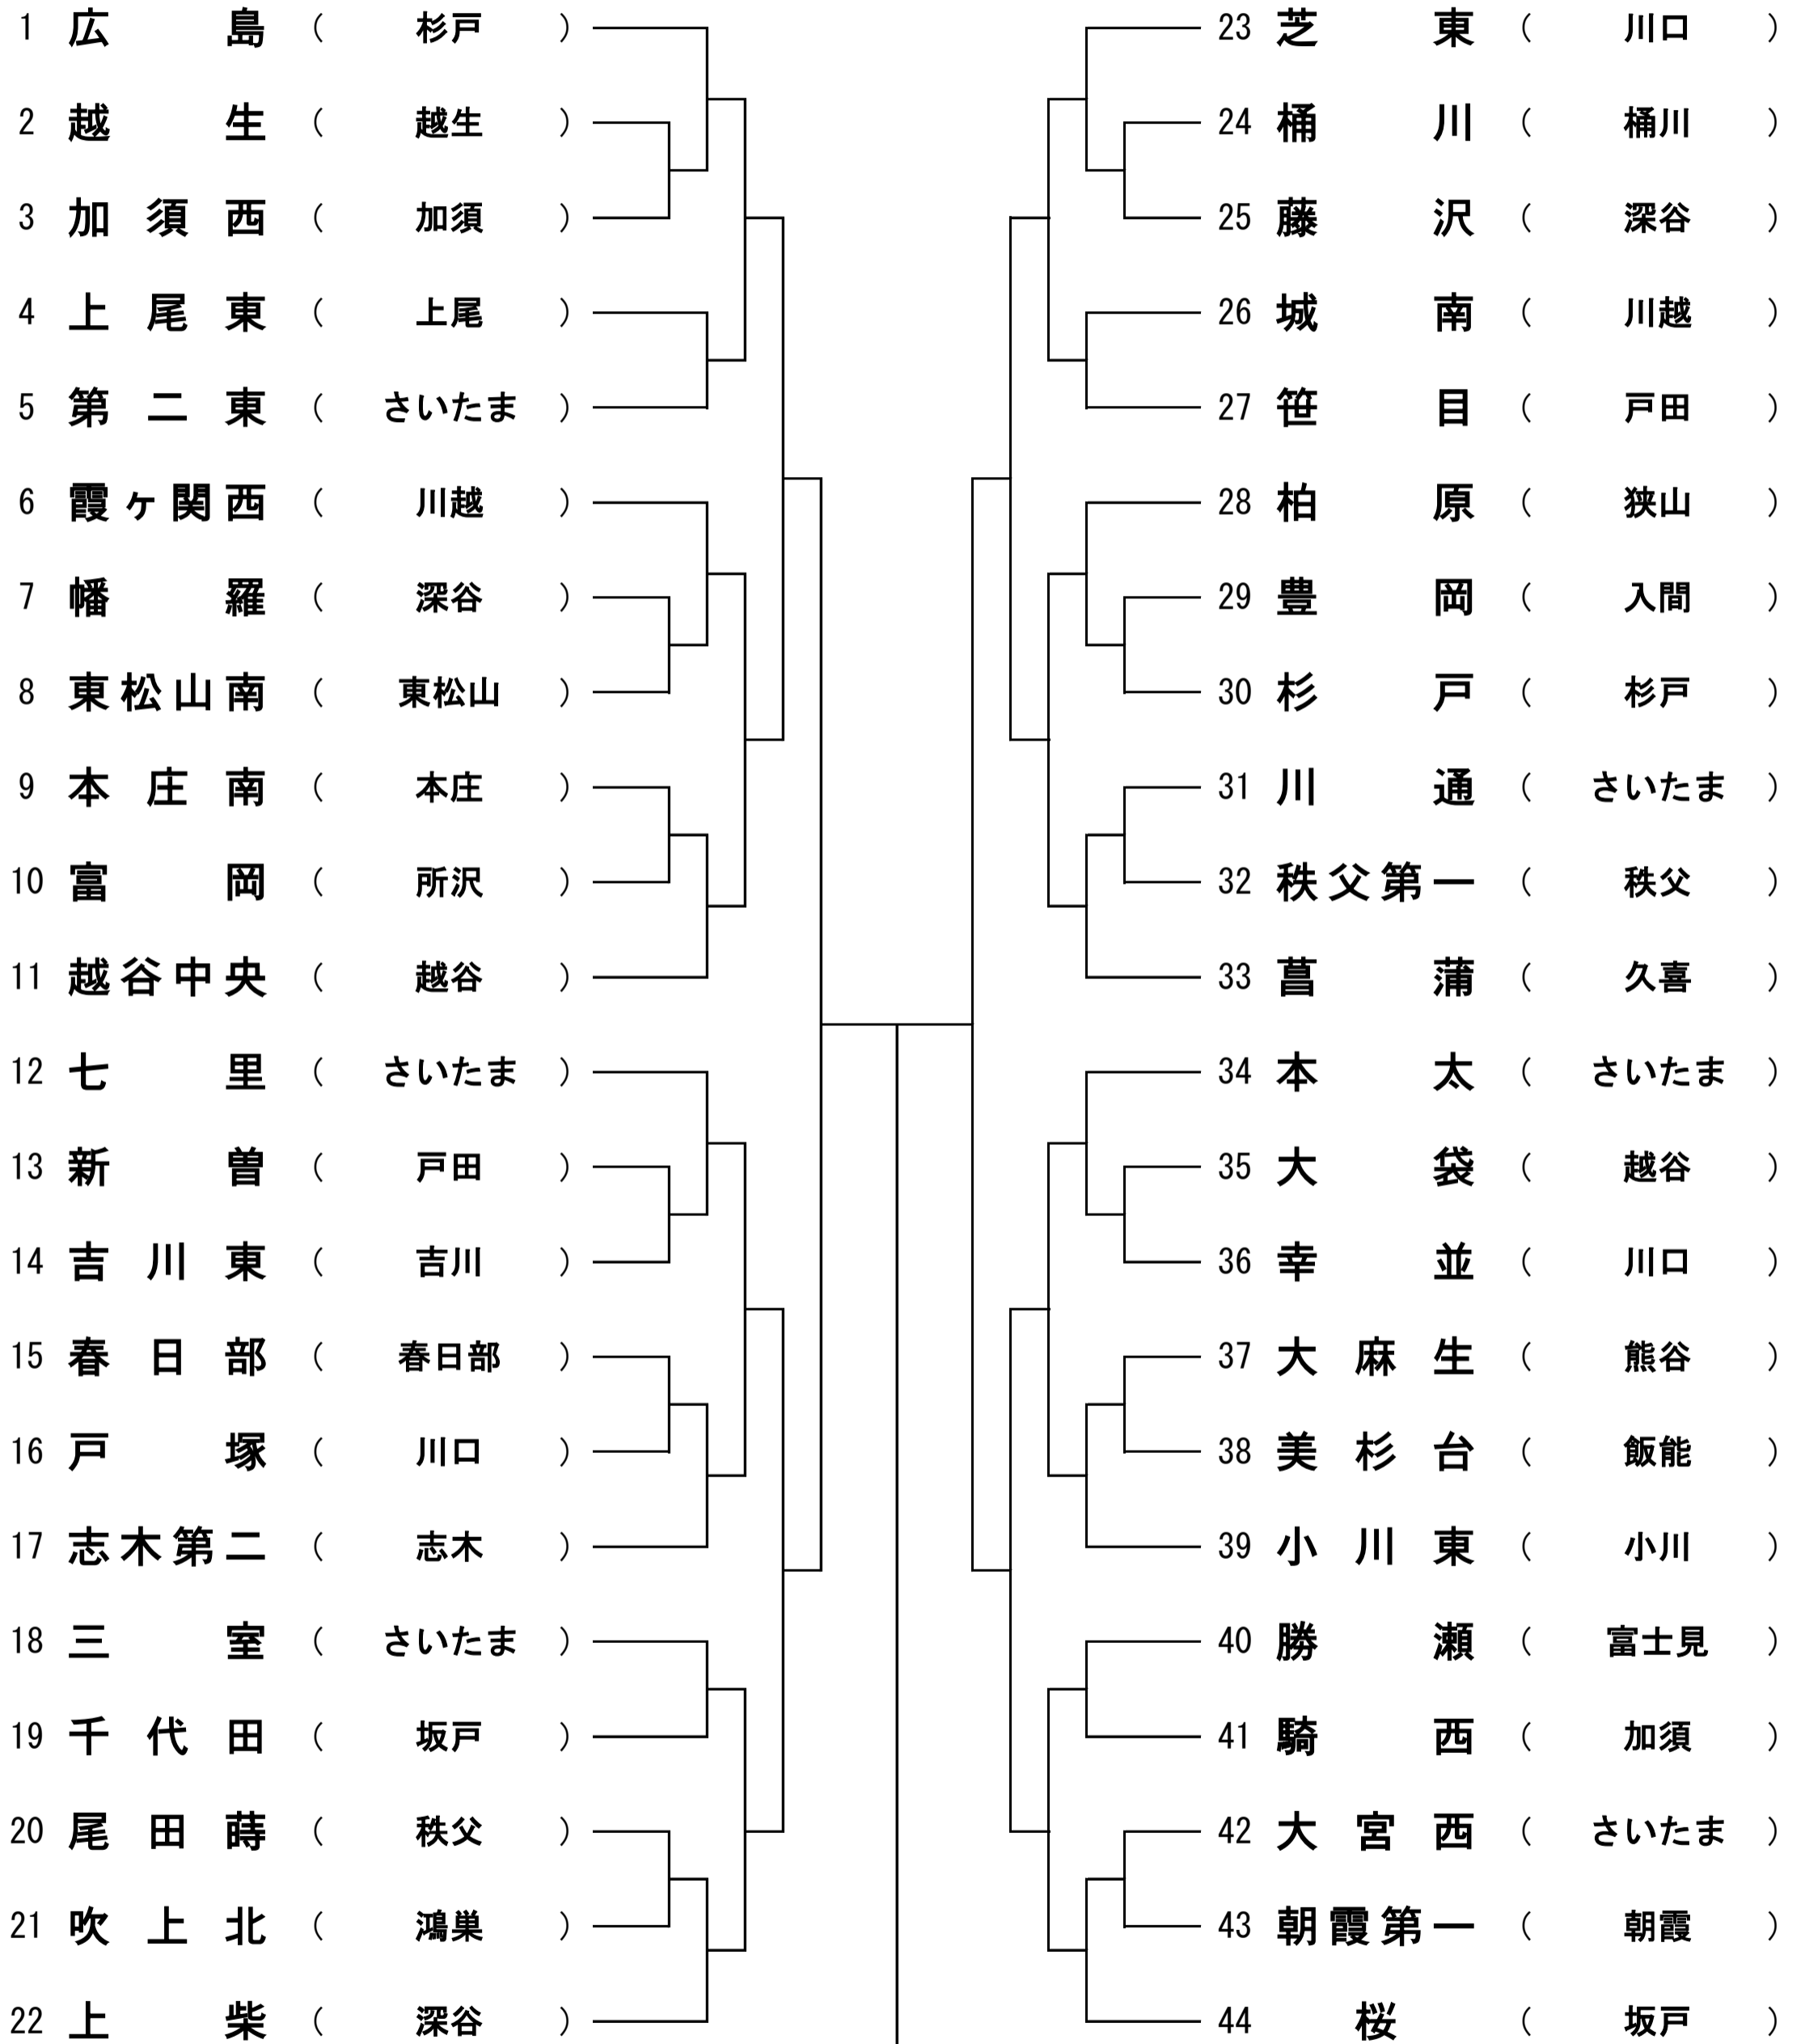 1 広島 （ 杉戸 ）
2 越生 （ 越生 ）
3 加須西 （ 加須 ）
4 上尾東 （ 上尾 ）
5 第二東 （ さいたま ）
6 霞ヶ関西 （ 川越 ）
7 幡羅 （ 深谷 ）
8 東松山南 （ 東松山 ）
9 本庄南 （ 本庄 ）
10 富岡 （ 所沢 ）
11 越谷中央 （ 越谷 ）
12 七里 （ さいたま ）
13 新曽 （ 戸田 ）
14 吉川東 （ 吉川 ）
15 春日部 （ 春日部 ）
16 戸塚 （ 川口 ）
17 志木第二 （ 志木 ）
18 三室 （ さいたま ）
19 千代田 （ 坂戸 ）
20 尾田蒔 （ 秩父 ）
21 吹上北 （ 鴻巣 ）
22 上柴 （ 深谷 ）
23 芝東 （ 川口 ）
24 桶川 （ 桶川 ）
25 藤沢 （ 深谷 ）
26 城南 （ 川越 ）
27 笹目 （ 戸田 ）
28 柏原 （ 狭山 ）
29 豊岡 （ 入間 ）
30 杉戸 （ 杉戸 ）
31 川通 （ さいたま ）
32 秩父第一 （ 秩父 ）
33 菖蒲 （ 久喜 ）
34 本太 （ さいたま ）
35 大袋 （ 越谷 ）
36 幸並 （ 川口 ）
37 大麻生 （ 熊谷 ）
38 美杉台 （ 飯能 ）
39 小川東 （ 小川 ）
40 勝瀬 （ 富士見 ）
41 騎西 （ 加須 ）
42 大宮西 （ さいたま ）
43 朝霞第一 （ 朝霞 ）
44 桜 （ 坂戸 ）